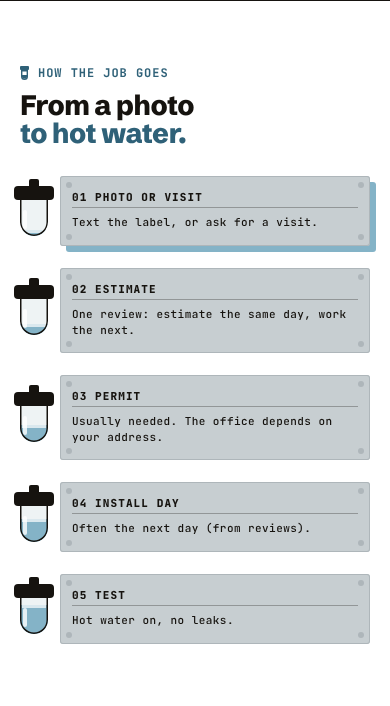 HOW THE JOB GOES
From a photo
to hot water.
01 PHOTO OR VISIT
Text the label, or ask for a visit.
02 ESTIMATE
One review: estimate the same day, work
the next.
03 PERMIT
Usually needed. The office depends on
your address.
04 INSTALL DAY
Often the next day (from reviews).
05 TEST
Hot water on, no leaks.